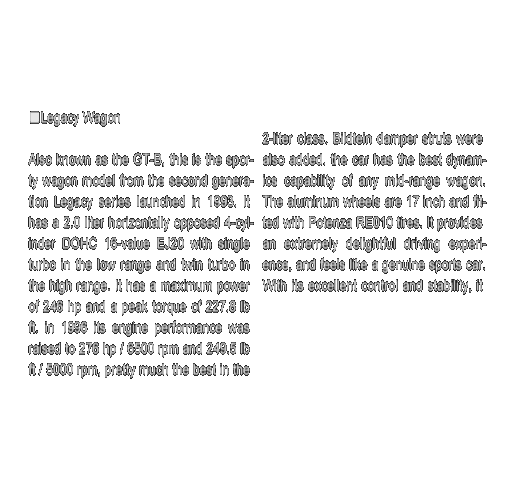 Legacy Wagon
Also known as the GT-B, this is the spor-
ty wagon model from the second genera-
tion Legacy series launched in 1993. It
has a 2.0 liter horizontally opposed 4-cyl-
inder DOHC 16-value EJ20 with single
turbo in the low range and twin turbo in
the high range. It has a maximum power
of 246 hp and a peak torque of 227.8 lb
ft. In 1996 its engine performance was
raised to 276 hp / 6500 rpm and 249.5 lb
ft / 5000 rpm, pretty much the best in the
2-liter class. Bildtein damper struts were
also added. the car has the best dynam-
ics capability of any mid-range wagon.
The aluminum wheels are 17 inch and fit-
ted with Potenza RE010 tires. It provides
an extremely delightful driving experi-
ence, and feels like a genuine sports car.
With its excellent control and stability, it